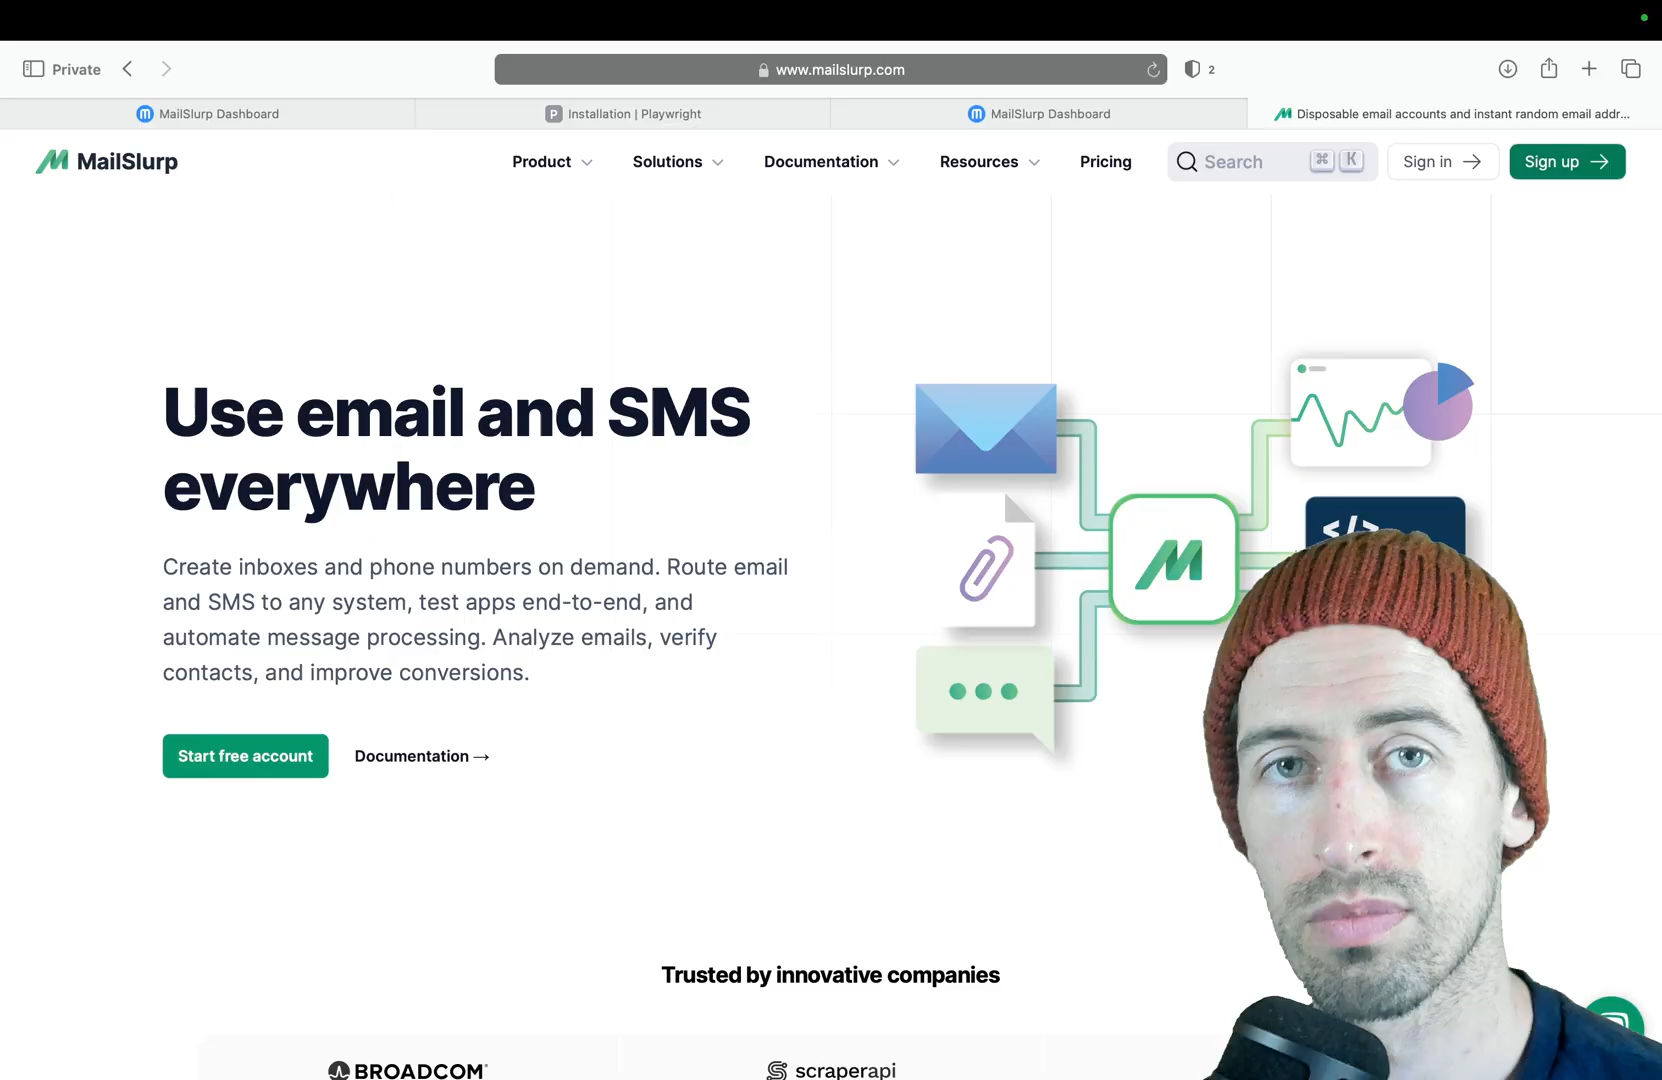 Private
www.mailslurp.com
2
MailSlurp Dashboard
P
Installation | Playwright
MailSlurp Dashboard
Disposable email accounts and instant random email addr...
MailSlurp
Product
Solutions
Documentation
Resources
Pricing
Search
⌘ K
Sign in →
Sign up →
Use email and SMS
everywhere
Create inboxes and phone numbers on demand. Route email
and SMS to any system, test apps end-to-end, and
automate message processing. Analyze emails, verify
contacts, and improve conversions.
Start free account
Documentation →
</>
Trusted by innovative companies
BROADCOM®
scraperapi